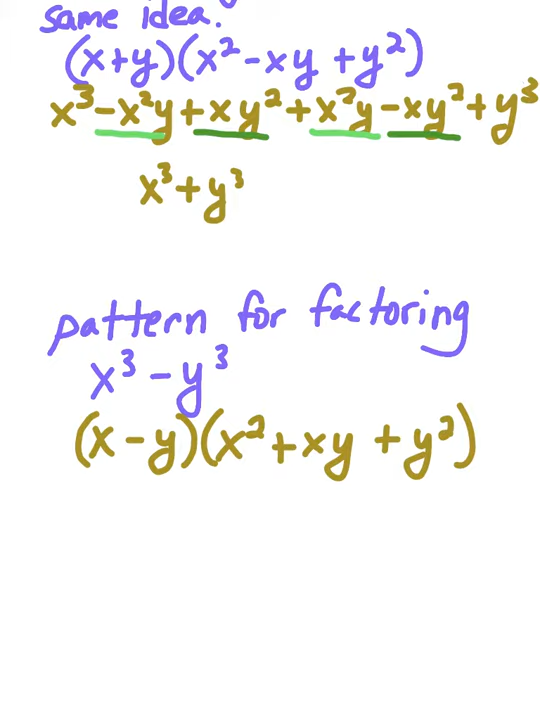 same idea.
(x+y)(x² -xy +y²)
x³ -x²y +xy² +x²y -xy² +y³
x³+y³
pattern for factoring
x³ -y³
(x -y)(x² +xy +y²)